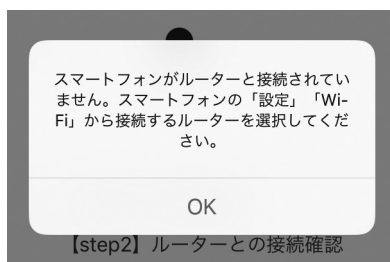 スマートフォンがルーターと接続されてい
ません。スマートフォンの「設定」「Wi-
Fi」から接続するルーターを選択してくだ
さい。
OK
【step2】ルーターとの接続確認